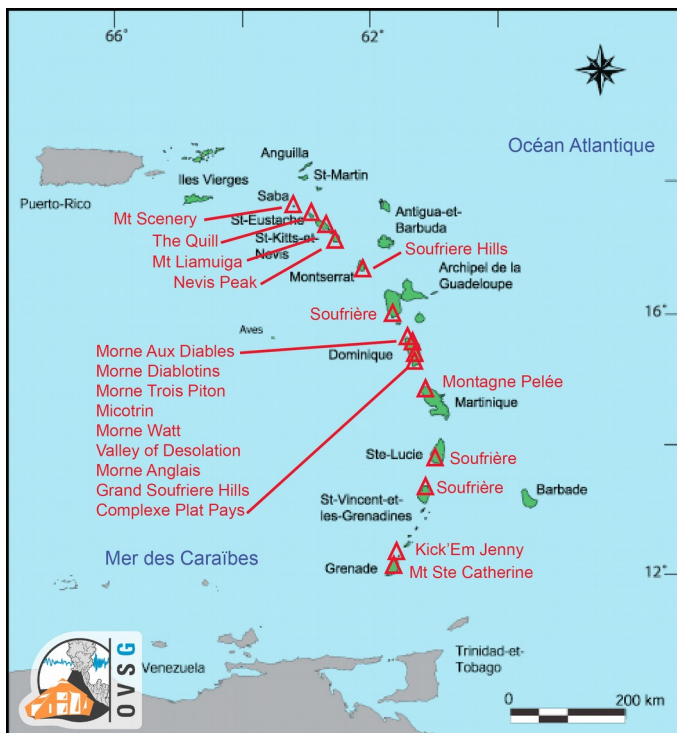 66
62
Océan Atlantique
Anguilla
St-Martin
Iles Vierges
Puerto-Rico
Saba
Mt Scenery
St-Eustache
Antigua-et-
Barbuda
The Quill
St-Kitts-et-
Nevis
Mt Liamuiga
Soufriere Hills
Nevis Peak
Montserrat
Archipel de la
Guadeloupe
Soufrière
16°
Aves
Morne Aux Diables
Dominique
Morne Diablotins
Morne Trois Piton
Micotrin
Morne Watt
Valley of Desolation
Morne Anglais
Grand Soufriere Hills
Complexe Plat Pays
Montagne Pelée
Martinique
Ste-Lucie
Soufrière
Soufrière
Barbade
St-Vincent-et-
les-Grenadines
Mer des Caraïbes
Kick'Em Jenny
Grenade
Mt Ste Catherine
12°
Venezuela
Trinidad-et-
Tobago
OVSG
0 200 km